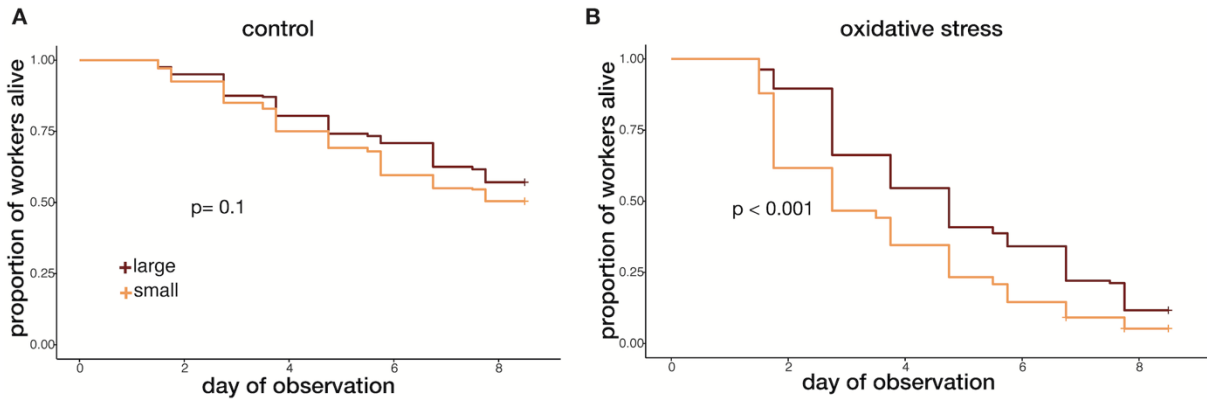 A
control
proportion of workers alive
1.00
0.75
0.50
0.25
0.00
p= 0.1
large
small
0
2
4
6
8
day of observation
B
oxidative stress
proportion of workers alive
1.00
0.75
0.50
0.25
0.00
p < 0.001
0
2
4
6
8
day of observation